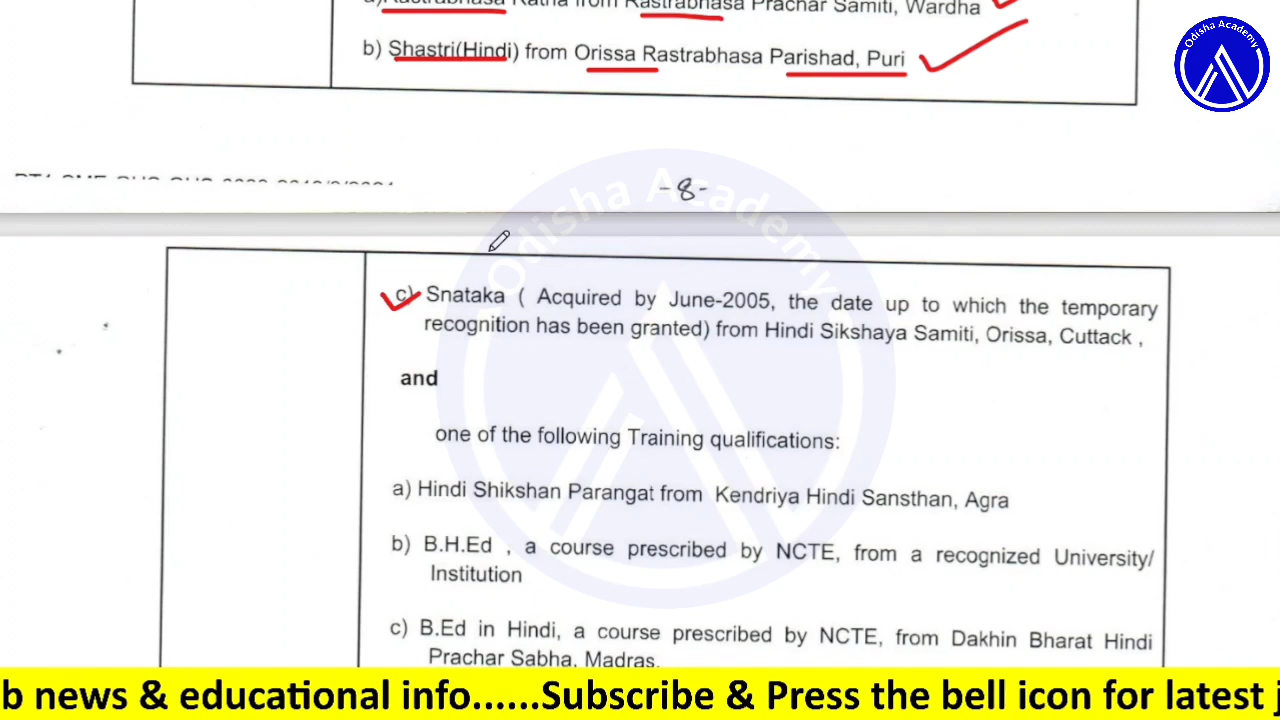 a)Rastrabhasa Ratna from Rastrabhasa Prachar Samiti, Wardha
b) Shastri(Hindi) from Orissa Rastrabhasa Parishad, Puri
Odisha Academy
-8-
Odisha Academy
c) Snataka ( Acquired by June-2005, the date up to which the temporary
recognition has been granted) from Hindi Sikshaya Samiti, Orissa, Cuttack ,
and
one of the following Training qualifications:
a) Hindi Shikshan Parangat from Kendriya Hindi Sansthan, Agra
b) B.H.Ed , a course prescribed by NCTE, from a recognized University/
Institution
c) B.Ed in Hindi, a course prescribed by NCTE, from Dakhin Bharat Hindi
Prachar Sabha, Madras.
b news & educational info......Subscribe & Press the bell icon for latest j